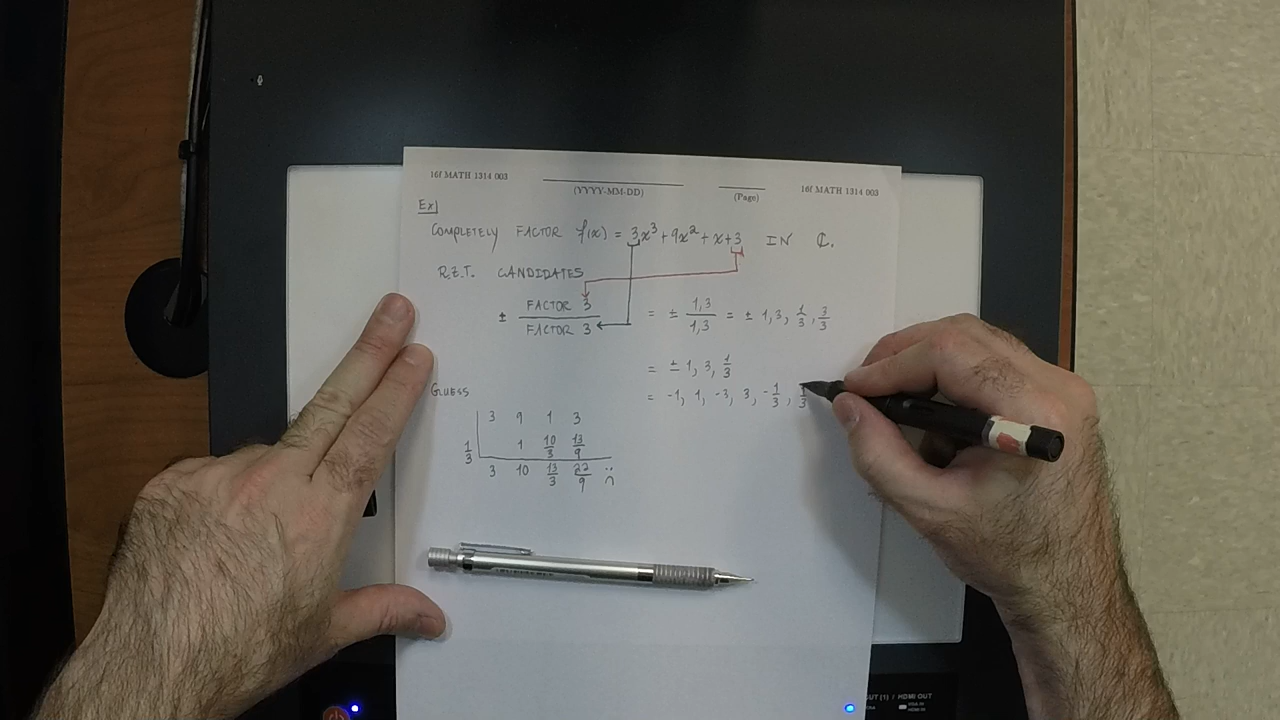 16f MATH 1314 003 (YYYY-MM-DD) (Page) 16f MATH 1314 003
Ex
COMPLETELY FACTOR f(x) = 3x³ + 9x² + x + 3 IN ℂ.
R.Z.T. CANDIDATES
± FACTOR 3 / FACTOR 3 = ± 1,3 / 1,3 = ± 1, 3, 1/3, 3/3
= ± 1, 3, 1/3
= -1, 1, -3, 3, -1/3, 1/3
GUESS
3 9 1 3
1/3 1 10/3 13/9
3 10 13/3 22/9
HDMI OUT